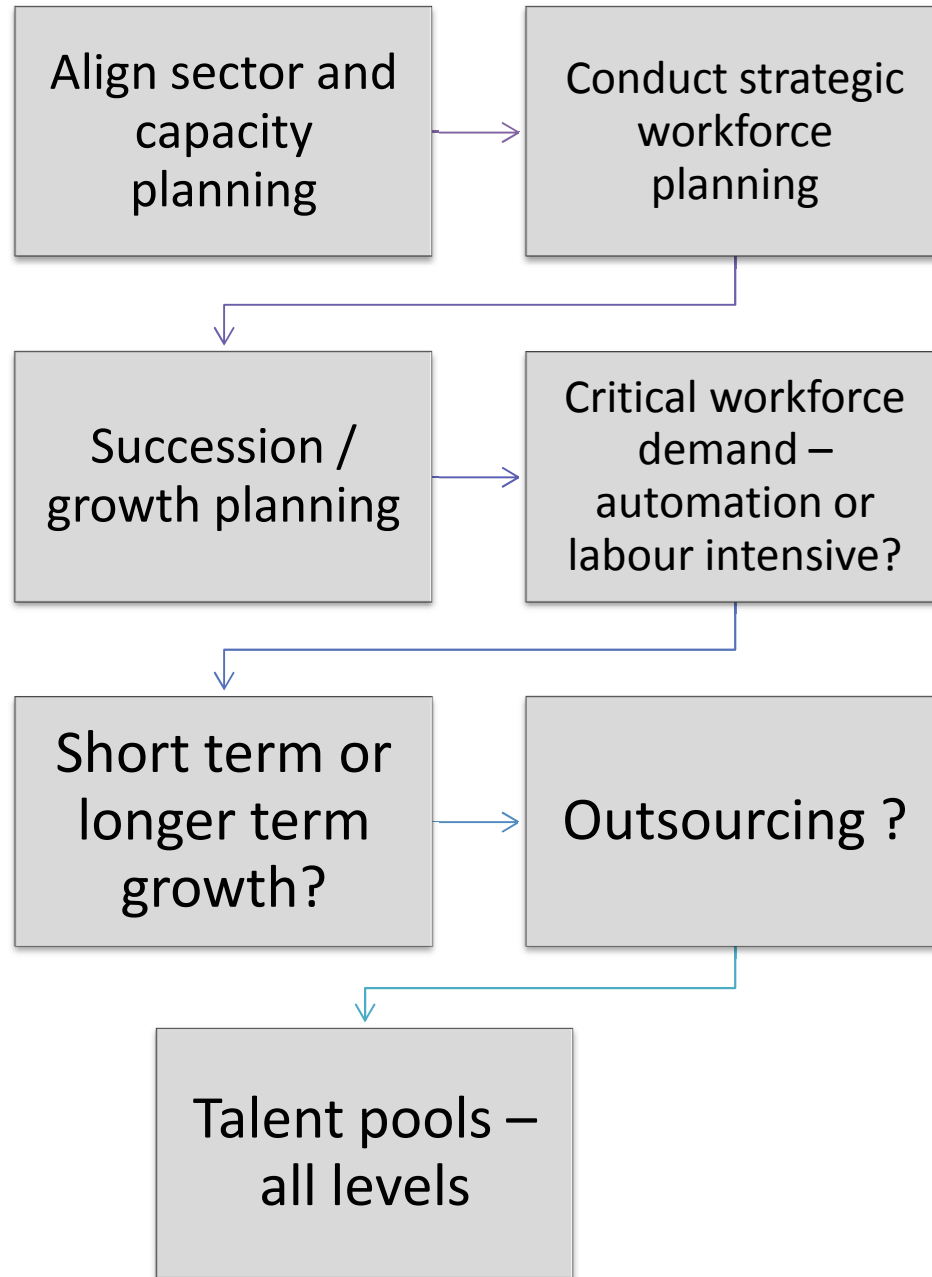 Align sector and
capacity
planning
Conduct strategic
workforce
planning
Succession /
growth planning
Critical workforce
demand –
automation or
labour intensive?
Short term or
longer term
growth?
Outsourcing ?
Talent pools –
all levels